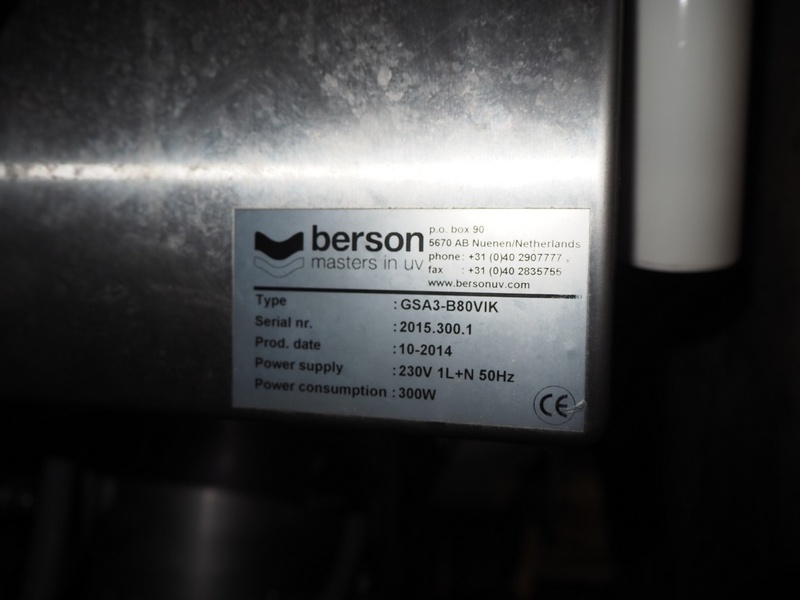 berson
masters in uv
p.o. box 90
5670 AB Nuenen/Netherlands
phone : +31 (0)40 2907777
fax : +31 (0)40 2835755
www.bersonuv.com
Type : GSA3-B80VIK
Serial nr. : 2015.300.1
Prod. date : 10-2014
Power supply : 230V 1L+N 50Hz
Power consumption : 300W
CE